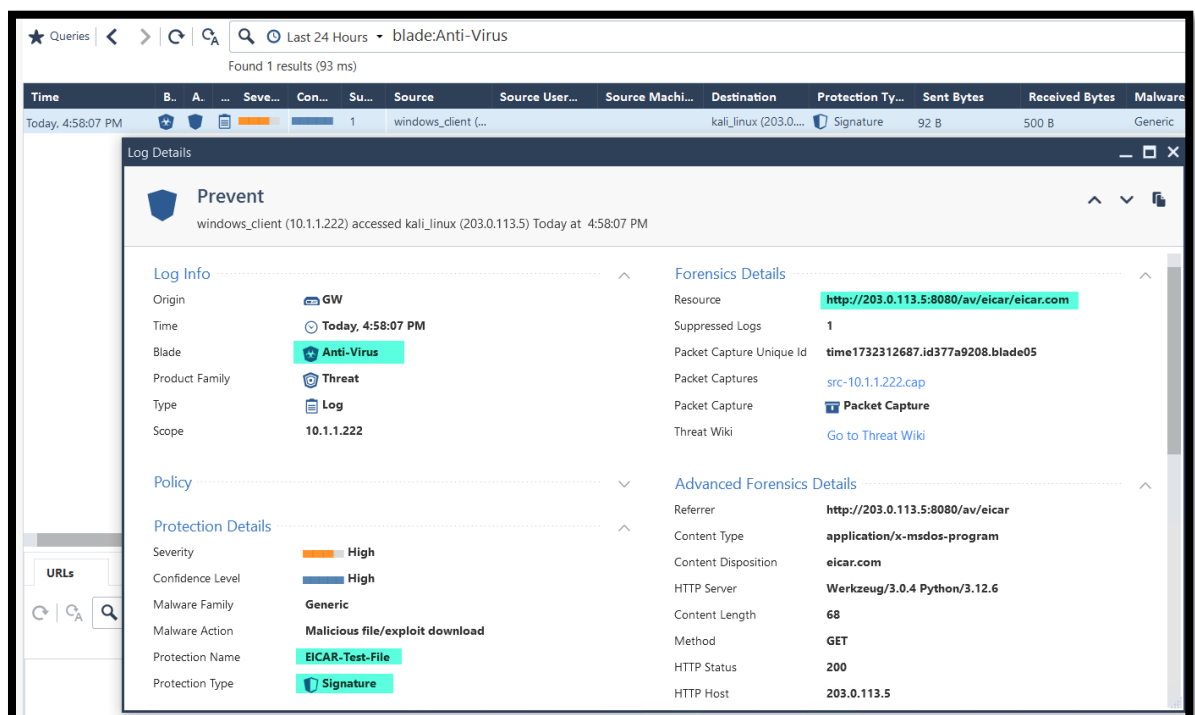 Queries Last 24 Hours blade:Anti-Virus
Found 1 results (93 ms)
Time B.. A. ... Seve... Con... Su... Source Source User... Source Machi... Destination Protection Ty... Sent Bytes Received Bytes Malware
Today, 4:58:07 PM 1 windows_client (... kali_linux (203.0.... Signature 92 B 500 B Generic
Log Details
Prevent
windows_client (10.1.1.222) accessed kali_linux (203.0.113.5) Today at 4:58:07 PM
Log Info
Origin GW
Time Today, 4:58:07 PM
Blade Anti-Virus
Product Family Threat
Type Log
Scope 10.1.1.222
Policy
Protection Details
Severity High
Confidence Level High
Malware Family Generic
Malware Action Malicious file/exploit download
Protection Name EICAR-Test-File
Protection Type Signature
Forensics Details
Resource http://203.0.113.5:8080/av/eicar/eicar.com
Suppressed Logs 1
Packet Capture Unique Id time1732312687.id377a9208.blade05
Packet Captures src-10.1.1.222.cap
Packet Capture Packet Capture
Threat Wiki Go to Threat Wiki
Advanced Forensics Details
Referrer http://203.0.113.5:8080/av/eicar
Content Type application/x-msdos-program
Content Disposition eicar.com
HTTP Server Werkzeug/3.0.4 Python/3.12.6
Content Length 68
Method GET
HTTP Status 200
HTTP Host 203.0.113.5
URLs